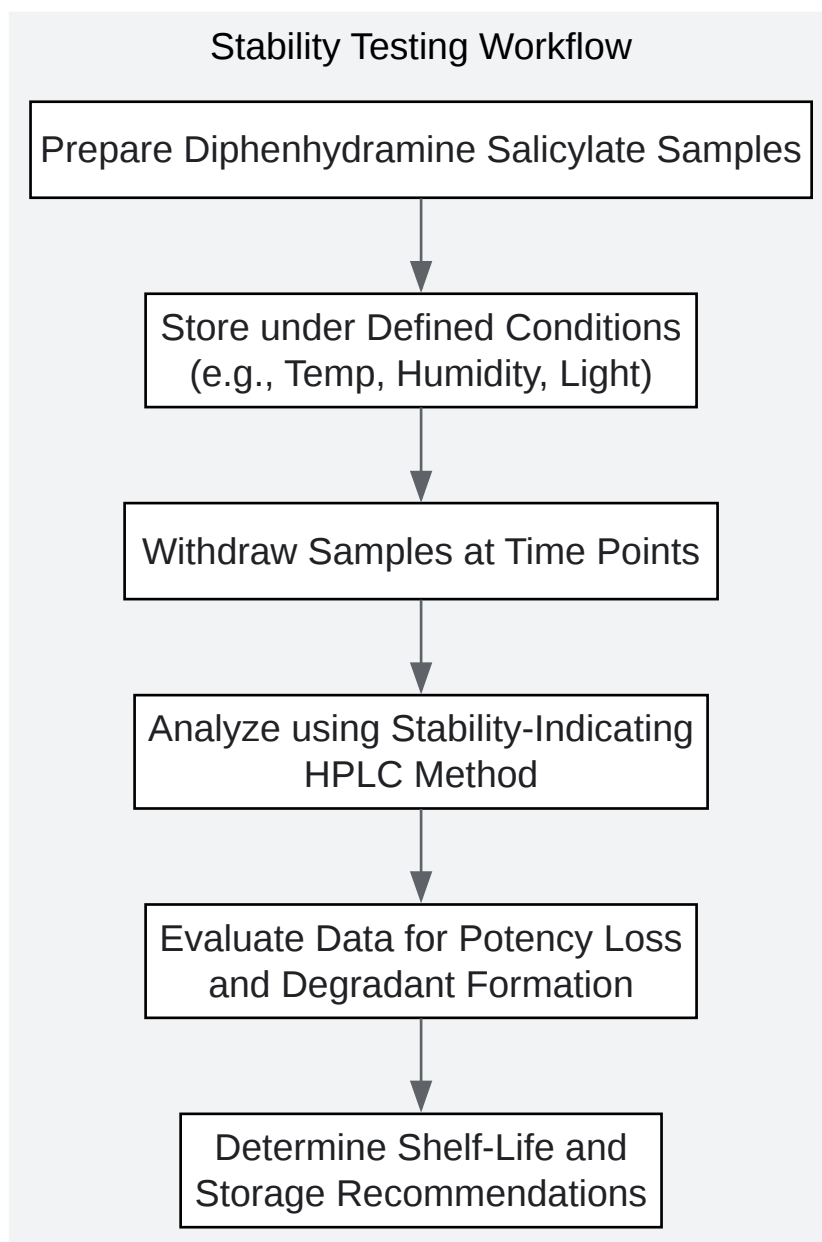 Stability Testing Workflow
Prepare Diphenhydramine Salicylate Samples
Store under Defined Conditions
(e.g., Temp, Humidity, Light)
Withdraw Samples at Time Points
Analyze using Stability-Indicating
HPLC Method
Evaluate Data for Potency Loss
and Degradant Formation
Determine Shelf-Life and
Storage Recommendations